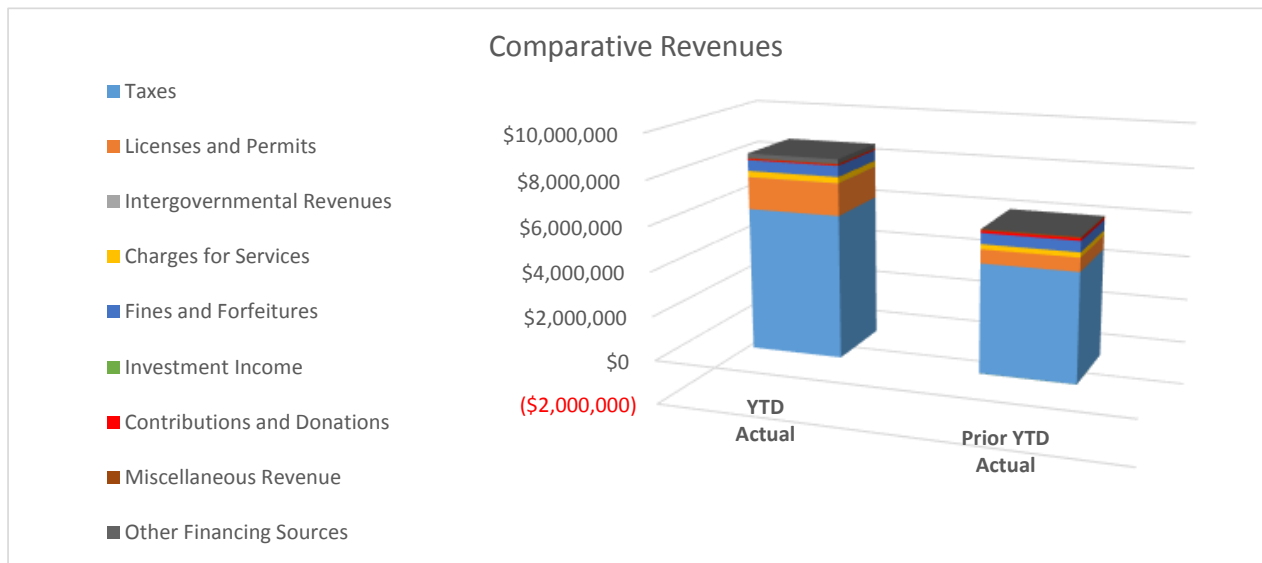 Comparative Revenues
Taxes
Licenses and Permits
Intergovernmental Revenues
Charges for Services
Fines and Forfeitures
Investment Income
Contributions and Donations
Miscellaneous Revenue
Other Financing Sources
$10,000,000
$8,000,000
$6,000,000
$4,000,000
$2,000,000
$0
($2,000,000)
YTD
Actual
Prior YTD
Actual